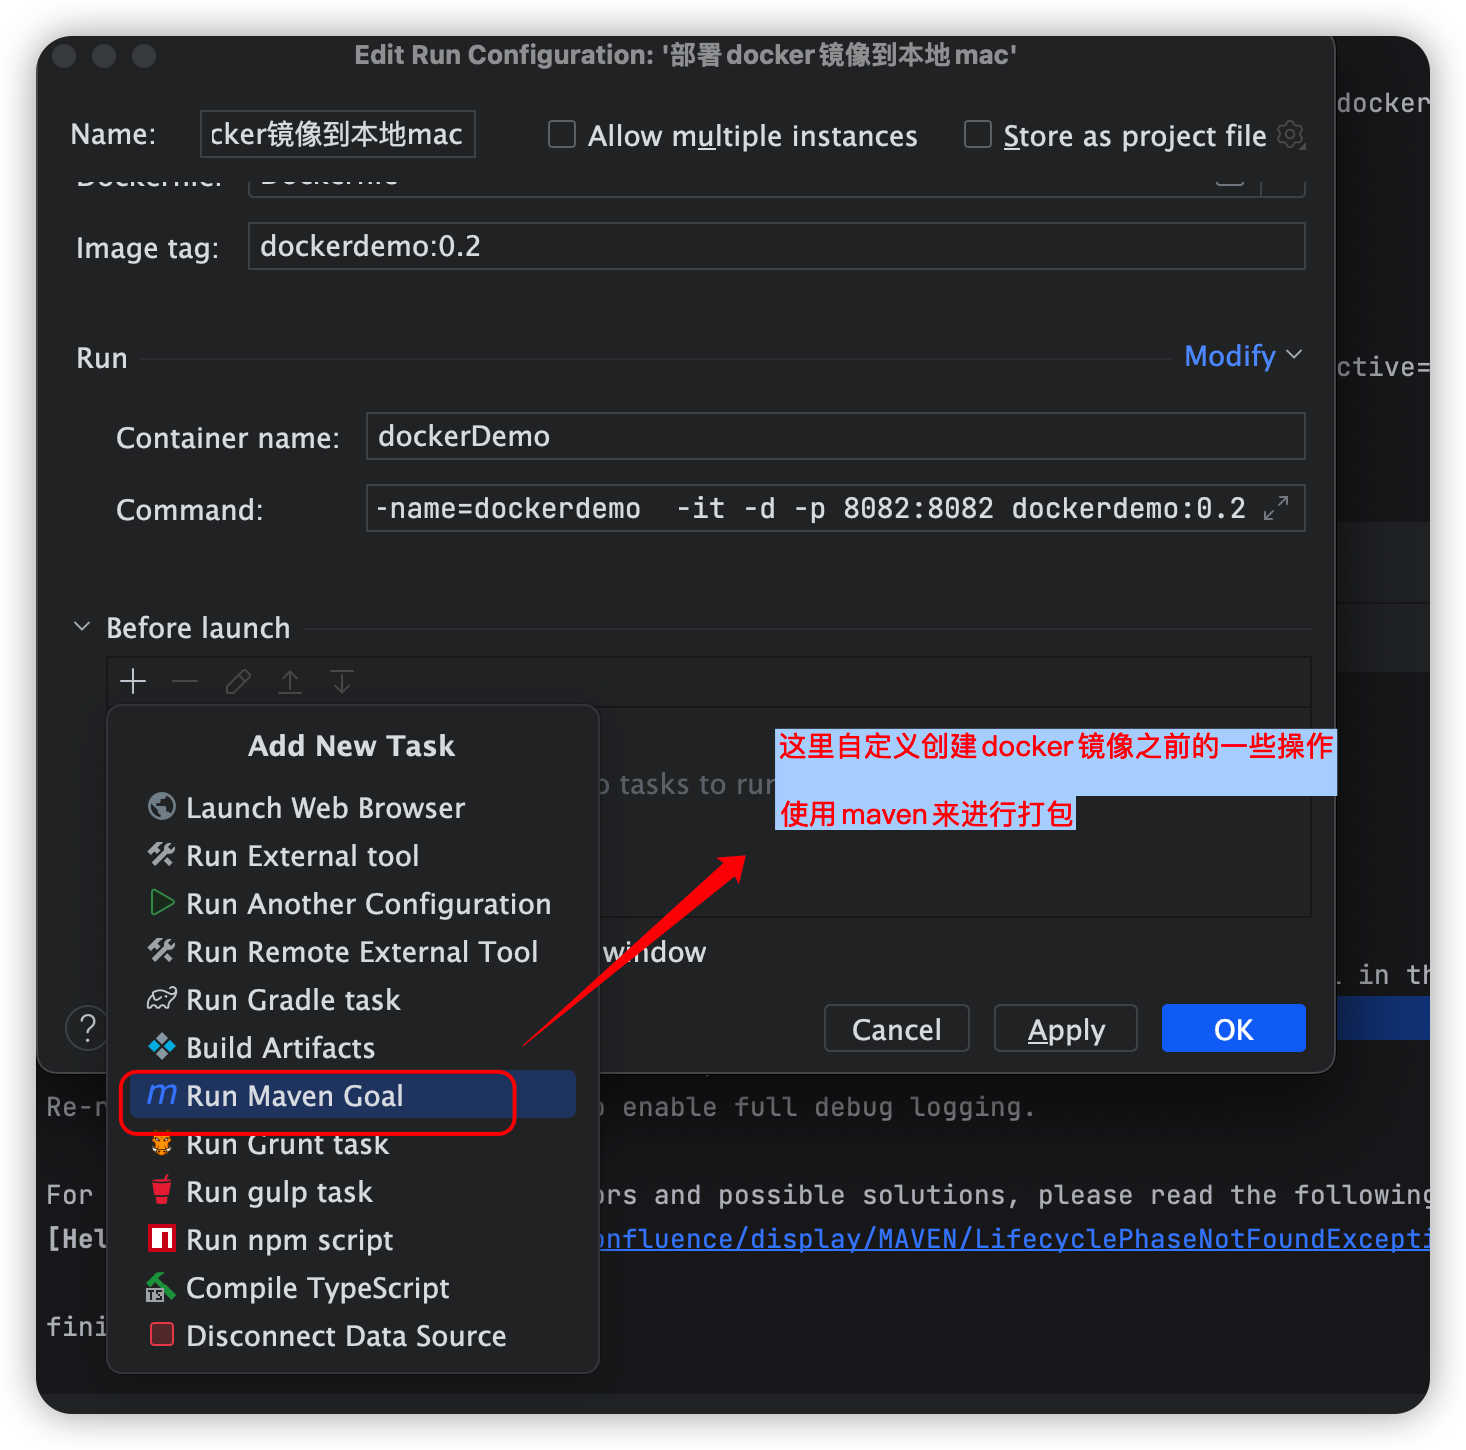 Edit Run Configuration: '部署docker镜像到本地mac'
docker
Name: cker镜像到本地mac Allow multiple instances Store as project file
Dockerfile: Dockerfile
Image tag: dockerdemo:0.2
Run Modify
ctive=
Container name: dockerDemo
Command: -name=dockerdemo -it -d -p 8082:8082 dockerdemo:0.2
Before launch
Add New Task
这里自定义创建docker镜像之前的一些操作
tasks to run
使用maven来进行打包
Launch Web Browser
Run External tool
Run Another Configuration
Run Remote External Tool window
in th
Run Gradle task
? Cancel Apply OK
Build Artifacts
Run Maven Goal
Re-r enable full debug logging.
Run Grunt task
Run gulp task
For ors and possible solutions, please read the following
Run npm script
[Hel onfluence/display/MAVEN/LifecyclePhaseNotFoundExcepti
Compile TypeScript
fini
Disconnect Data Source